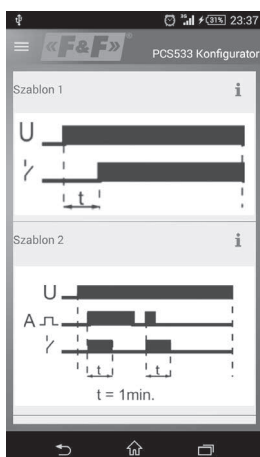 31% 23:37
«F&F»®
PCS533 Konfigurator
Szablon 1 i
U
t
Szablon 2 i
U
A
t t
t = 1min.